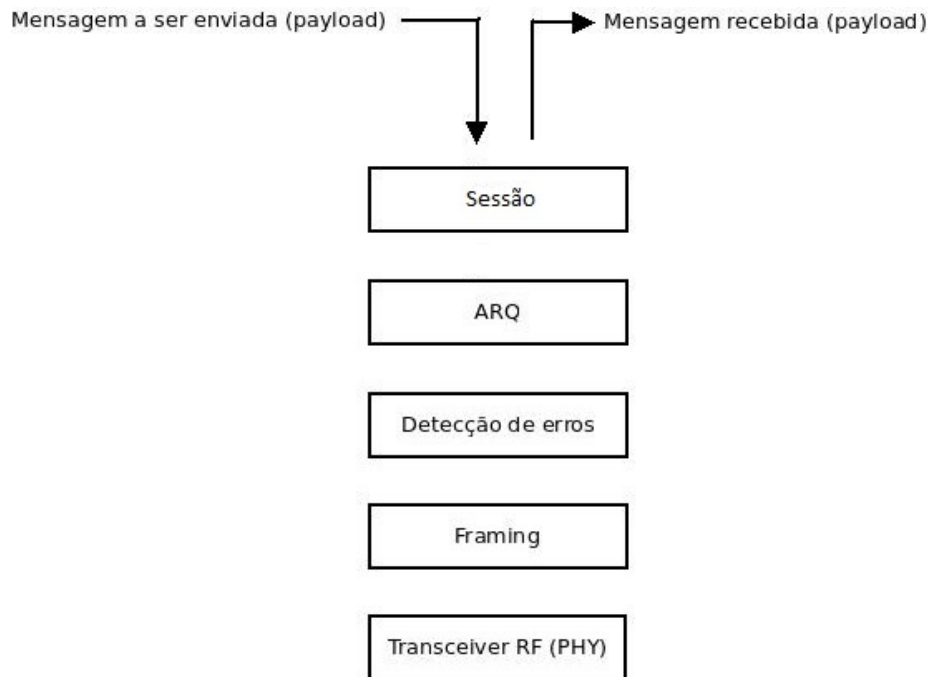 Mensagem a ser enviada (payload)
Mensagem recebida (payload)
Sessão
ARQ
Detecção de erros
Framing
Transceiver RF (PHY)